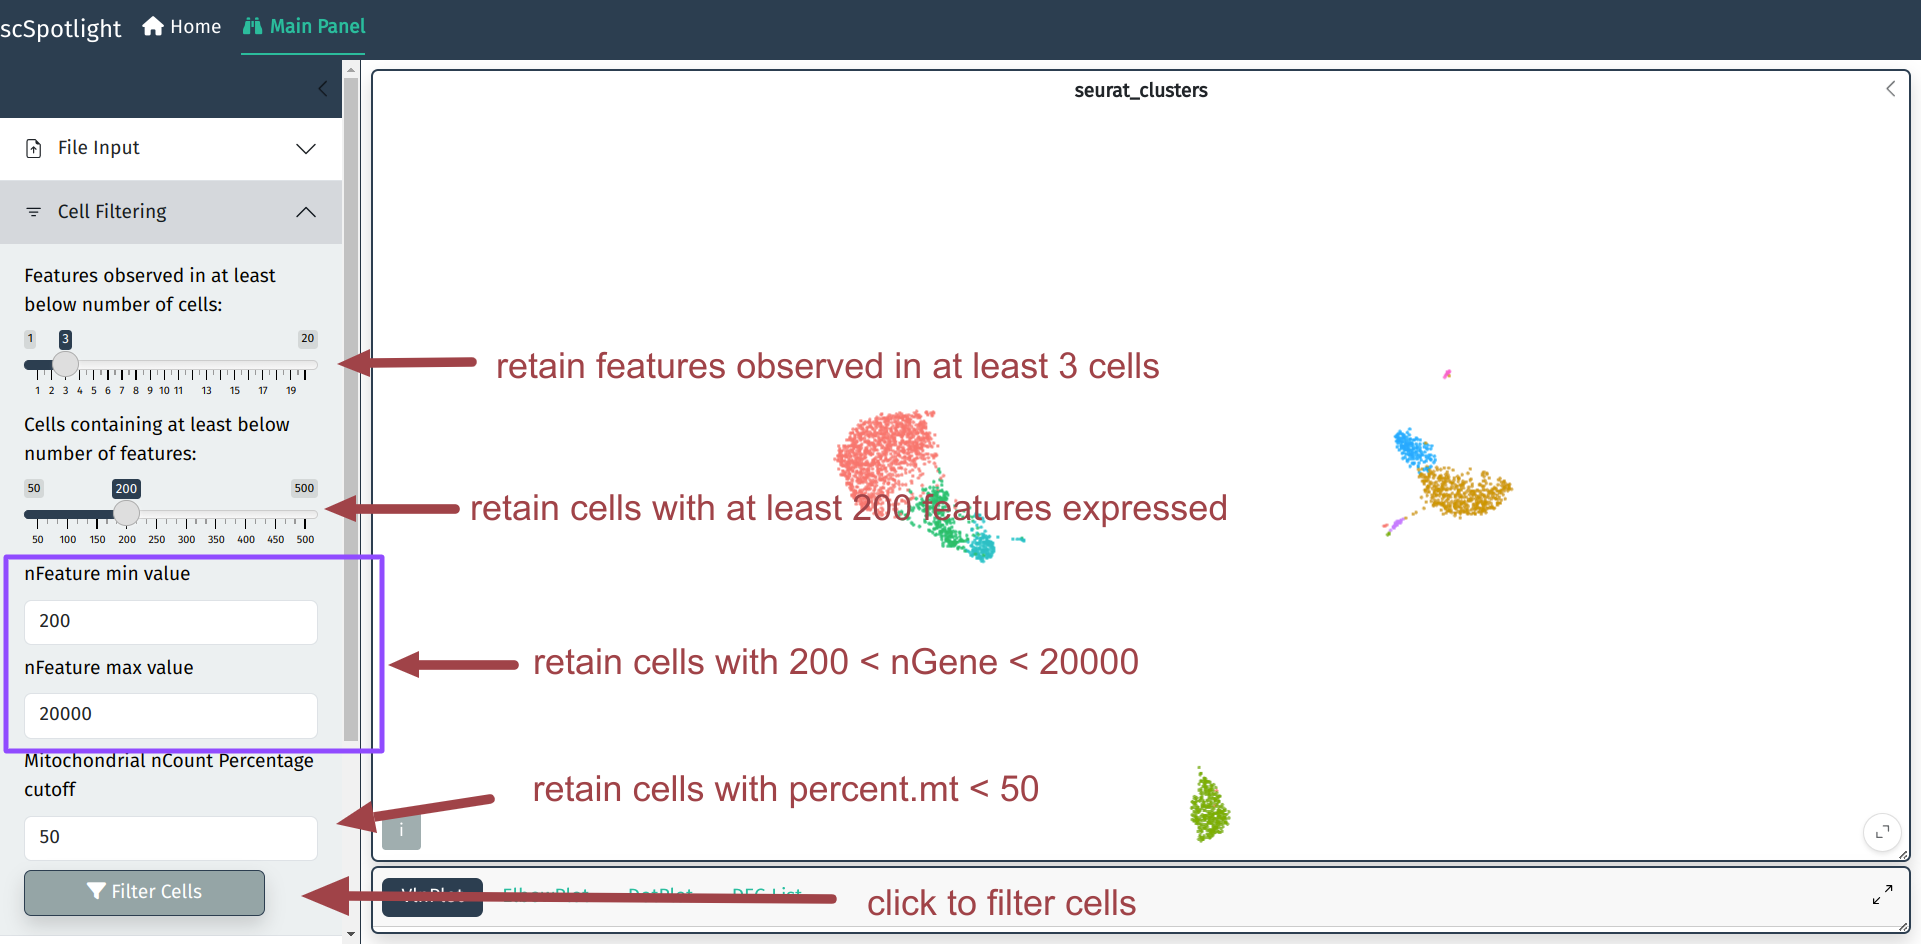 scSpotlight Home Main Panel
seurat_clusters
File Input
Cell Filtering
Features observed in at least
below number of cells:
1 3 20
1 2 3 4 5 6 7 8 9 10 11 13 15 17 19
retain features observed in at least 3 cells
Cells containing at least below
number of features:
50 200 500
50 100 150 200 250 300 350 400 450 500
retain cells with at least 200 features expressed
nFeature min value
200
nFeature max value
20000
retain cells with 200 < nGene < 20000
Mitochondrial nCount Percentage
cutoff
50
retain cells with percent.mt < 50
i
Filter Cells
VlnPlot ElbowPlot DotPlot DEG List
click to filter cells